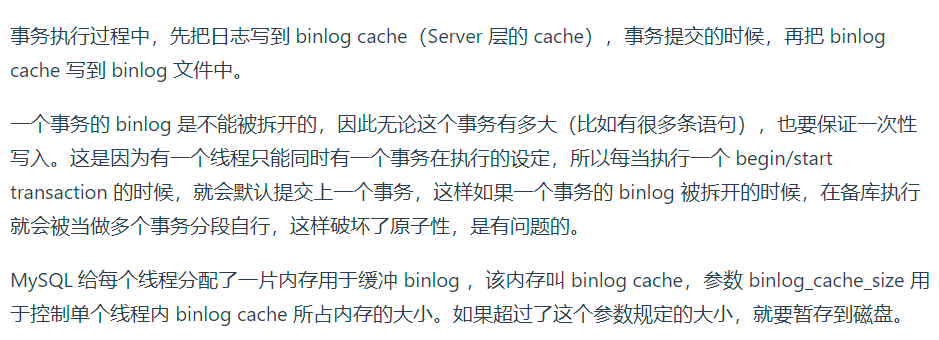 事务执行过程中，先把日志写到 binlog cache（Server 层的 cache），事务提交的时候，再把 binlog
cache 写到 binlog 文件中。
一个事务的 binlog 是不能被拆开的，因此无论这个事务有多大（比如有很多条语句），也要保证一次性
写入。这是因为有一个线程只能同时有一个事务在执行的设定，所以每当执行一个 begin/start
transaction 的时候，就会默认提交上一个事务，这样如果一个事务的 binlog 被拆开的时候，在备库执行
就会被当做多个事务分段自行，这样破坏了原子性，是有问题的。
MySQL 给每个线程分配了一片内存用于缓冲 binlog ，该内存叫 binlog cache，参数 binlog_cache_size 用
于控制单个线程内 binlog cache 所占内存的大小。如果超过了这个参数规定的大小，就要暂存到磁盘。